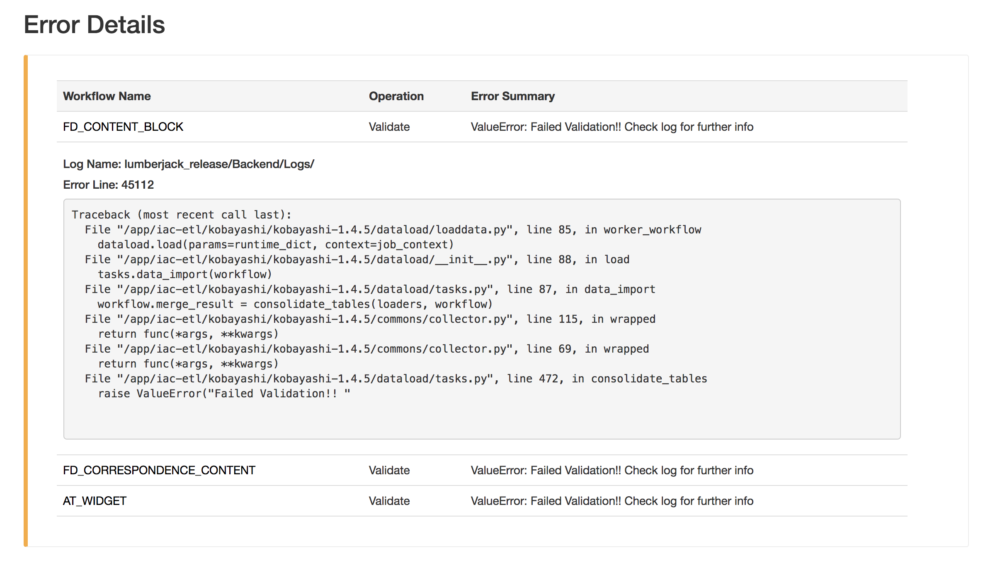 Error Details
Workflow Name Operation Error Summary
FD_CONTENT_BLOCK Validate ValueError: Failed Validation!! Check log for further info
Log Name: lumberjack_release/Backend/Logs/
Error Line: 45112
Traceback (most recent call last):
  File "/app/iac-etl/kobayashi/kobayashi-1.4.5/dataload/loaddata.py", line 85, in worker_workflow
    dataload.load(params=runtime_dict, context=job_context)
  File "/app/iac-etl/kobayashi/kobayashi-1.4.5/dataload/__init__.py", line 88, in load
    tasks.data_import(workflow)
  File "/app/iac-etl/kobayashi/kobayashi-1.4.5/dataload/tasks.py", line 87, in data_import
    workflow.merge_result = consolidate_tables(loaders, workflow)
  File "/app/iac-etl/kobayashi/kobayashi-1.4.5/commons/collector.py", line 115, in wrapped
    return func(*args, **kwargs)
  File "/app/iac-etl/kobayashi/kobayashi-1.4.5/commons/collector.py", line 69, in wrapped
    return func(*args, **kwargs)
  File "/app/iac-etl/kobayashi/kobayashi-1.4.5/dataload/tasks.py", line 472, in consolidate_tables
    raise ValueError("Failed Validation!! "
FD_CORRESPONDENCE_CONTENT Validate ValueError: Failed Validation!! Check log for further info
AT_WIDGET Validate ValueError: Failed Validation!! Check log for further info